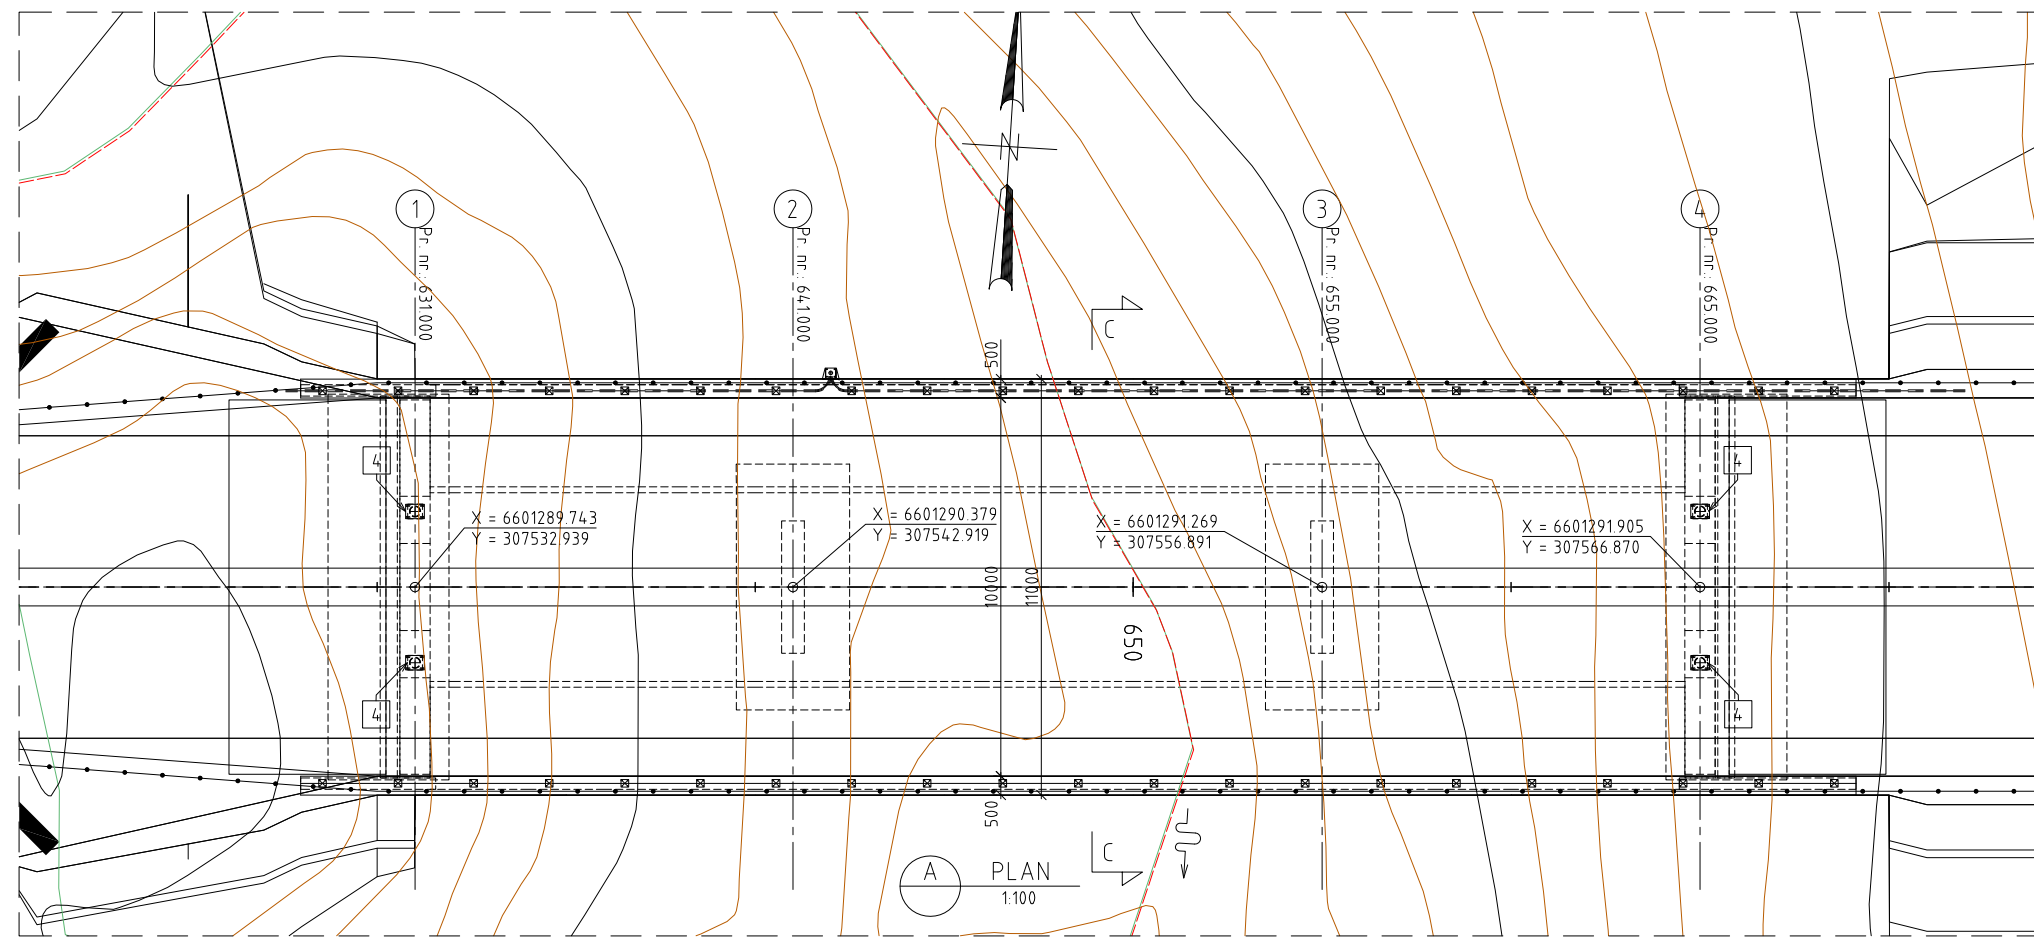 N
1
2
3
4
Pr. nr.: 631.000
Pr. nr.: 641.000
Pr. nr.: 655.000
Pr. nr.: 665.000
C
500
4
4
X = 6601289.743
Y = 307532.939
X = 6601290.379
Y = 307542.919
X = 6601291.269
Y = 307556.891
X = 6601291.905
Y = 307566.870
10000
11000
650
4
4
500
C
A
PLAN
1:100